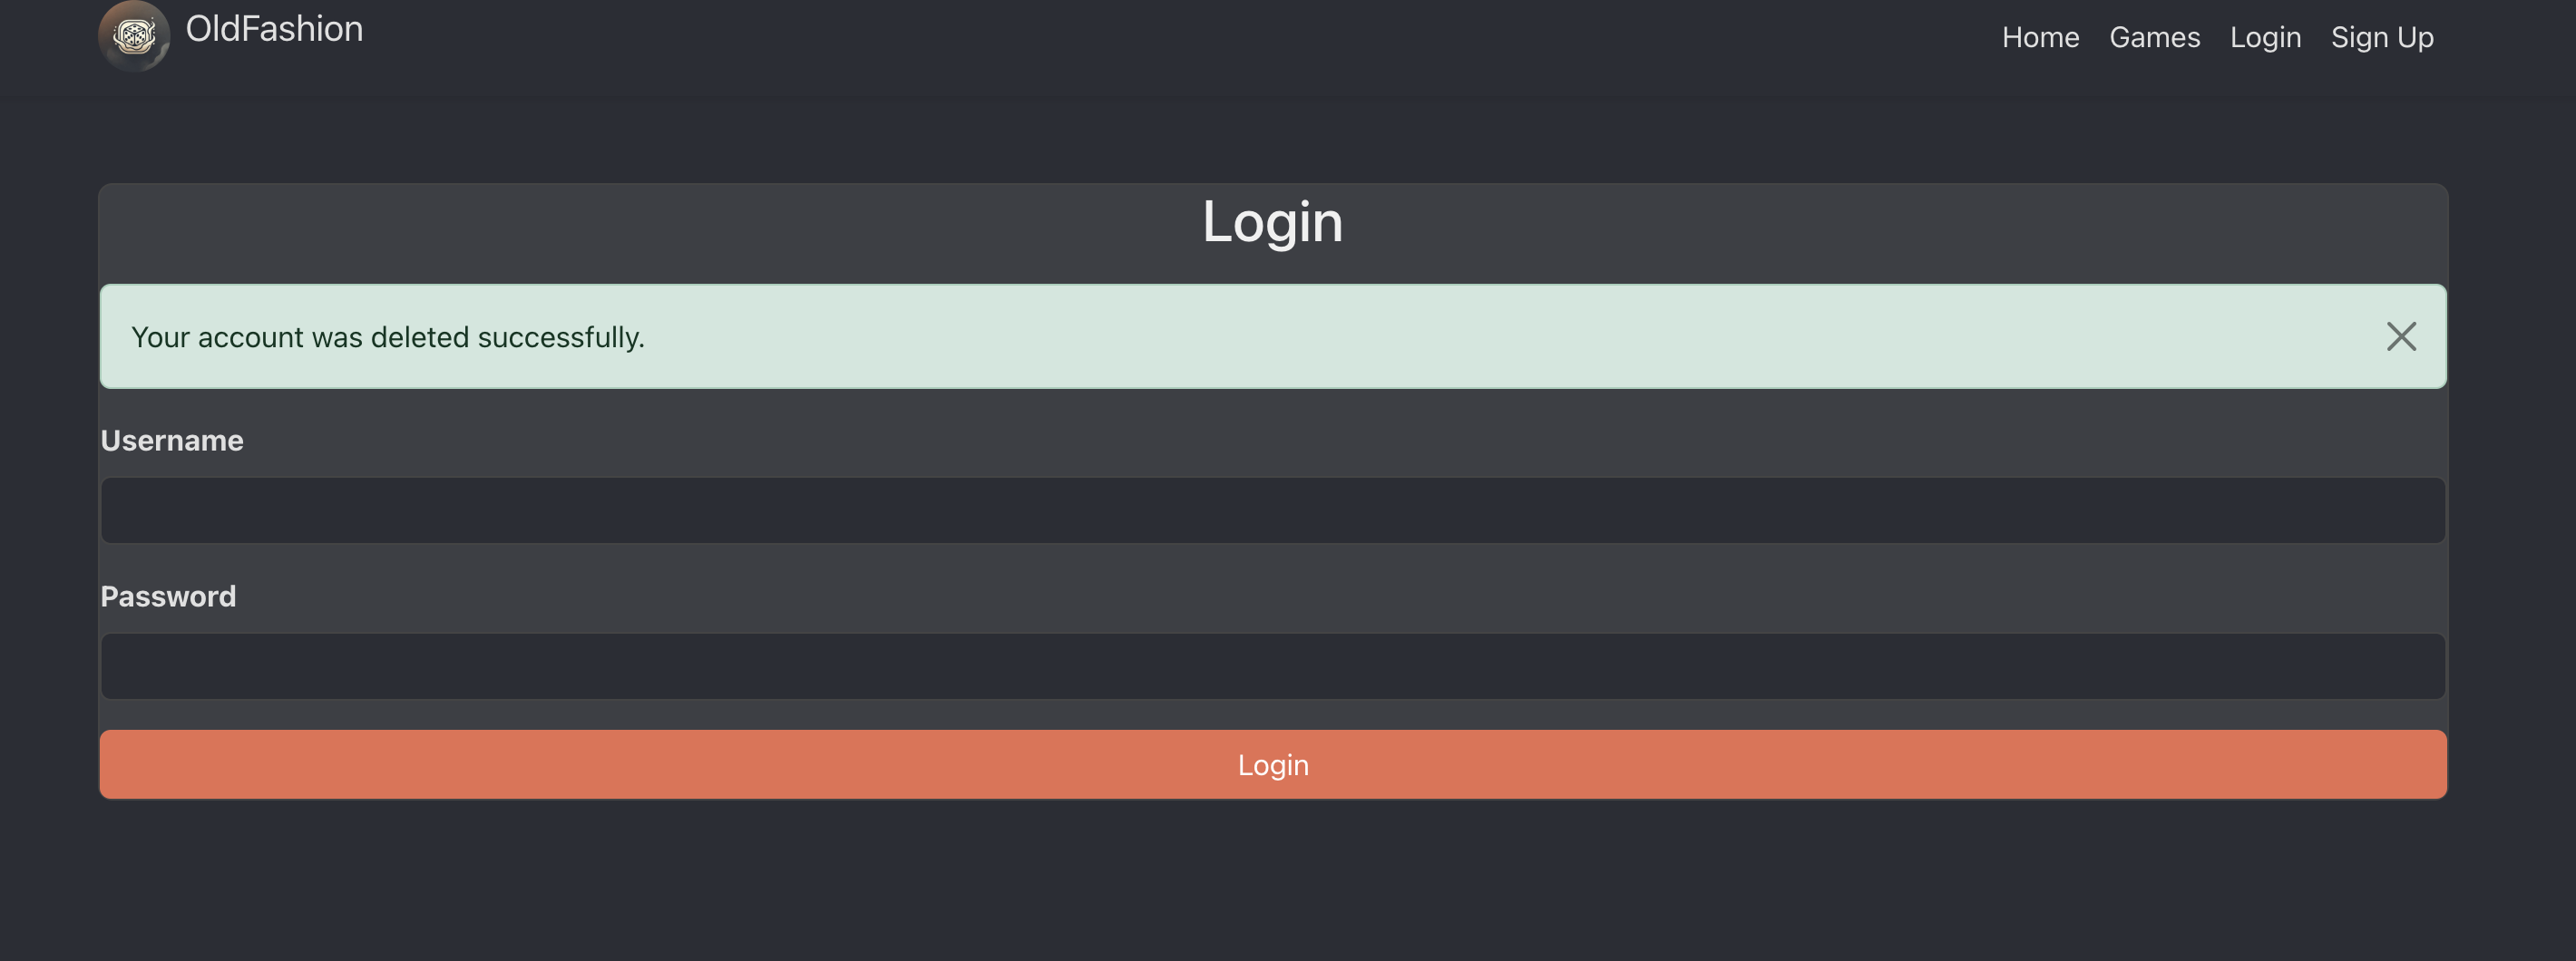 OldFashion
Home Games Login Sign Up
Login
Your account was deleted successfully.
Username
Password
Login